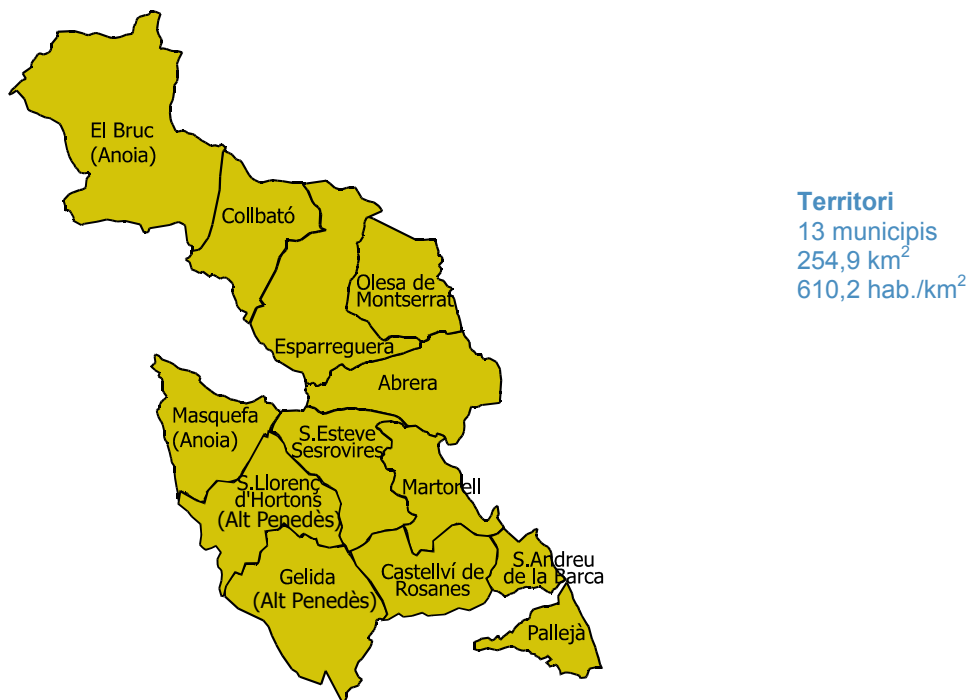 El Bruc
(Anoia)
Collbató
Territori
13 municipis
254,9 km²
610,2 hab./km²
Olesa de
Montserrat
Esparreguera
Abrera
Masquefa
(Anoia)
S.Esteve
Sesrovires
S.Llorenç
d'Hortons
(Alt Penedès)
Martorell
Gelida
(Alt Penedès)
Castellví de
Rosanes
S.Andreu
de la Barca
Pallejà